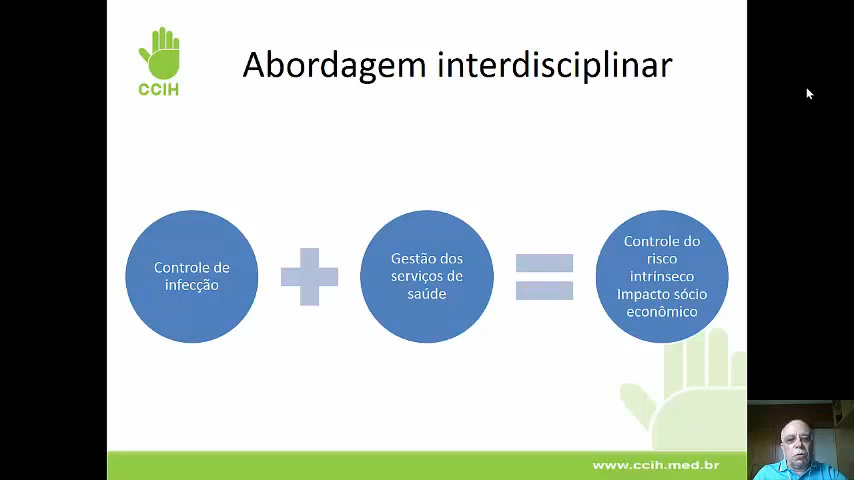 CCIH
Abordagem interdisciplinar
Controle de
infecção
Gestão dos
serviços de
saúde
Controle do
risco
intrínseco
Impacto sócio
econômico
www.ccih.med.br